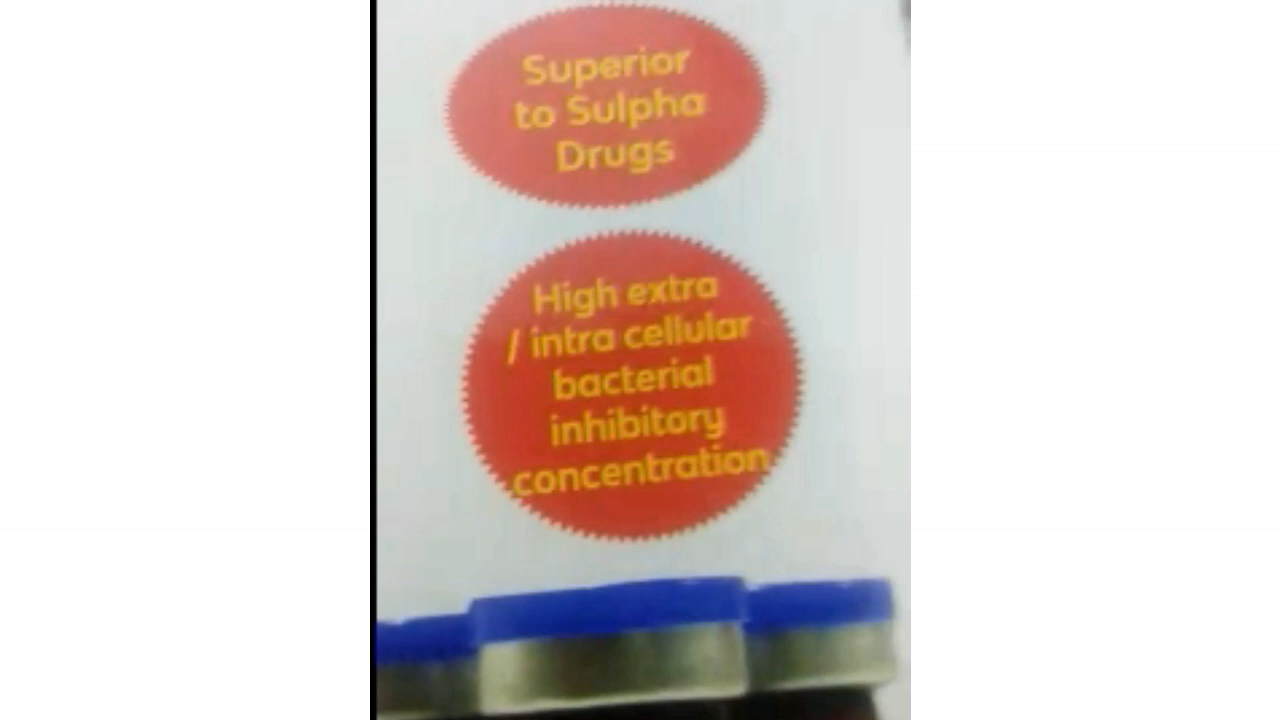 Superior
to Sulpha
Drugs
High extra
/ intra cellular
bacterial
inhibitory
concentration